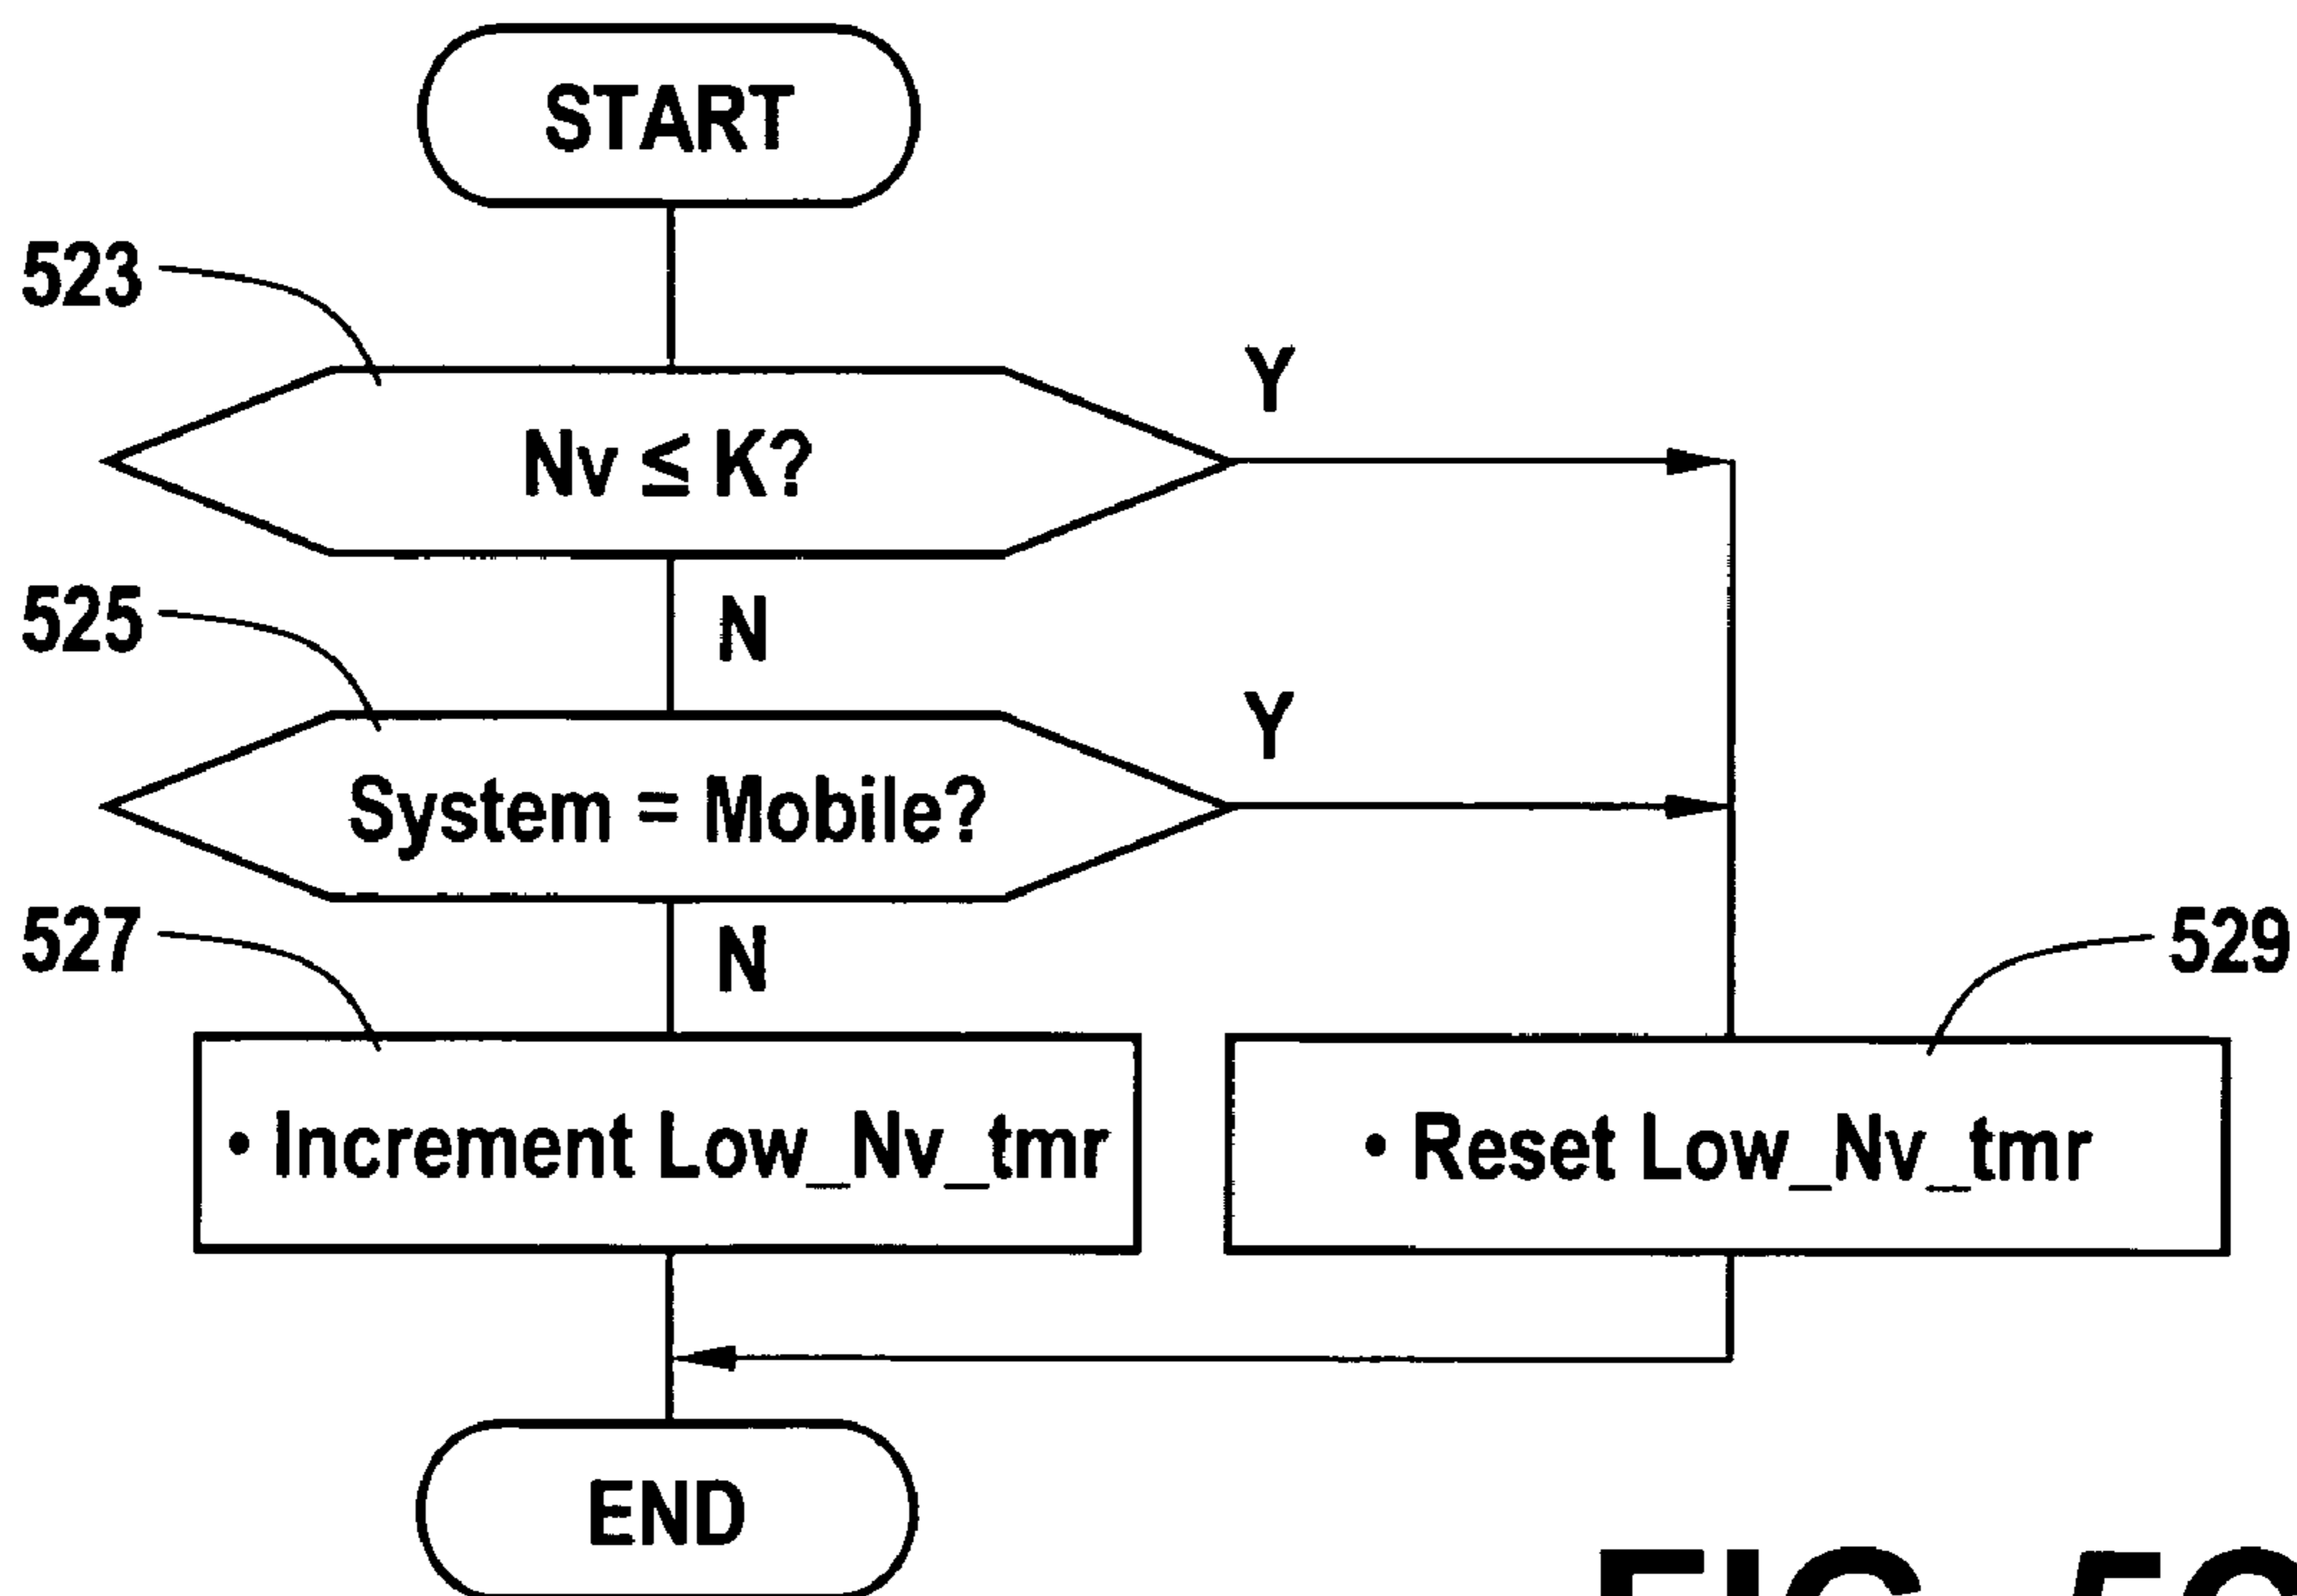 START
523
Nv ≤ K?
Y
N
525
System = Mobile?
Y
N
527
• Increment Low_Nv_tmr
529
• Reset Low_Nv_tmr
END